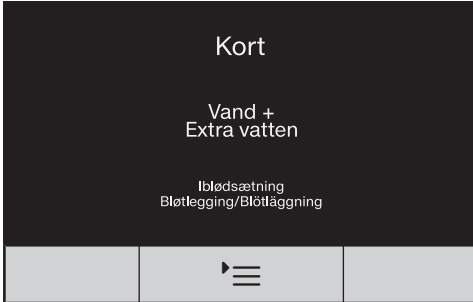 Kort
Vand +
Extra vatten
Iblødsætning
Bløtlegging/Blötläggning